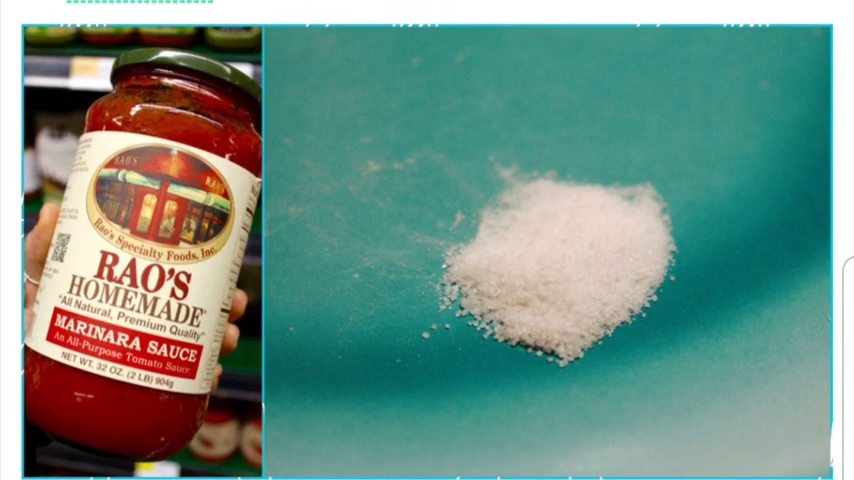 RAO'S
RAO'S
Rao's Specialty Foods, Inc.
RAO'S
HOMEMADE®
"All Natural, Premium Quality"
MARINARA SAUCE
An All-Purpose Tomato Sauce
NET WT. 32 OZ. (2 LB) 904g